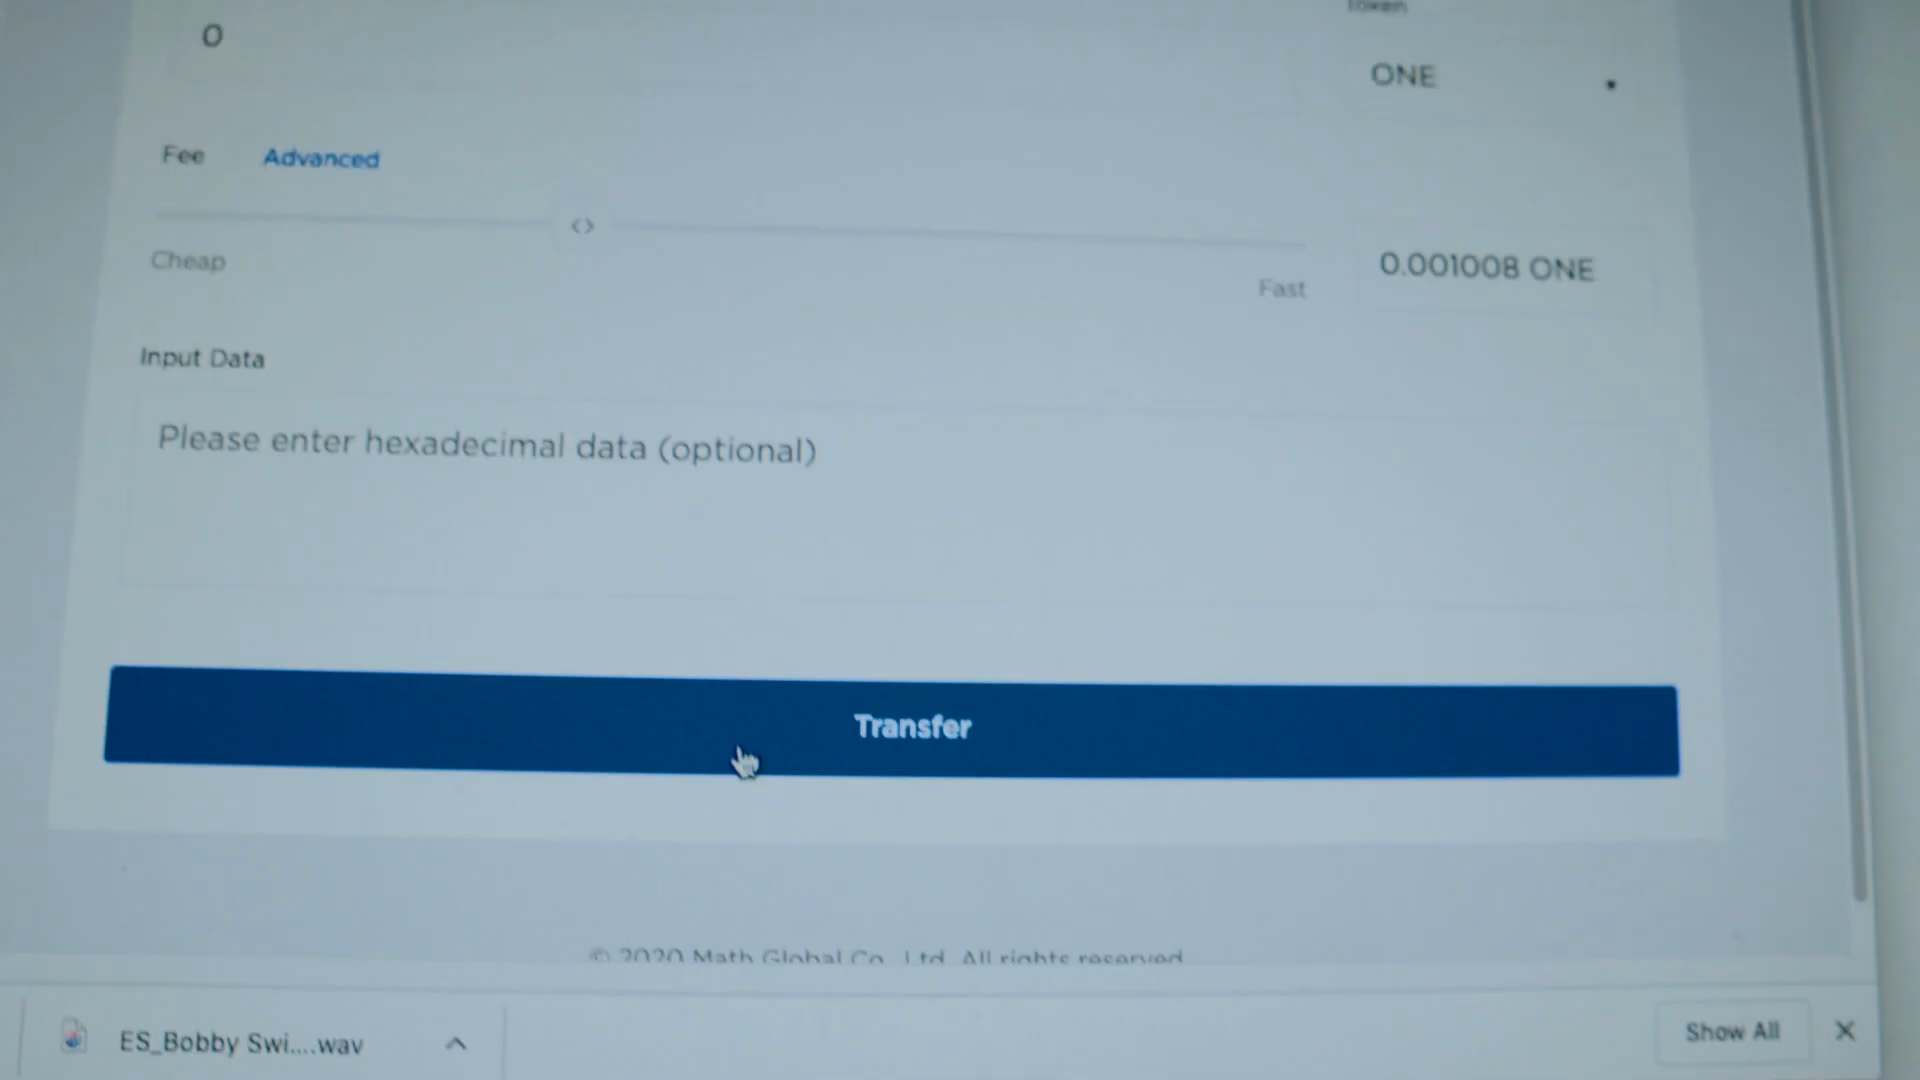 Token
0
ONE
Fee Advanced
Cheap
Fast
0.001008 ONE
Input Data
Please enter hexadecimal data (optional)
Transfer
© 2020 Math Global Co., Ltd. All rights reserved
ES_Bobby Swi....wav
Show All